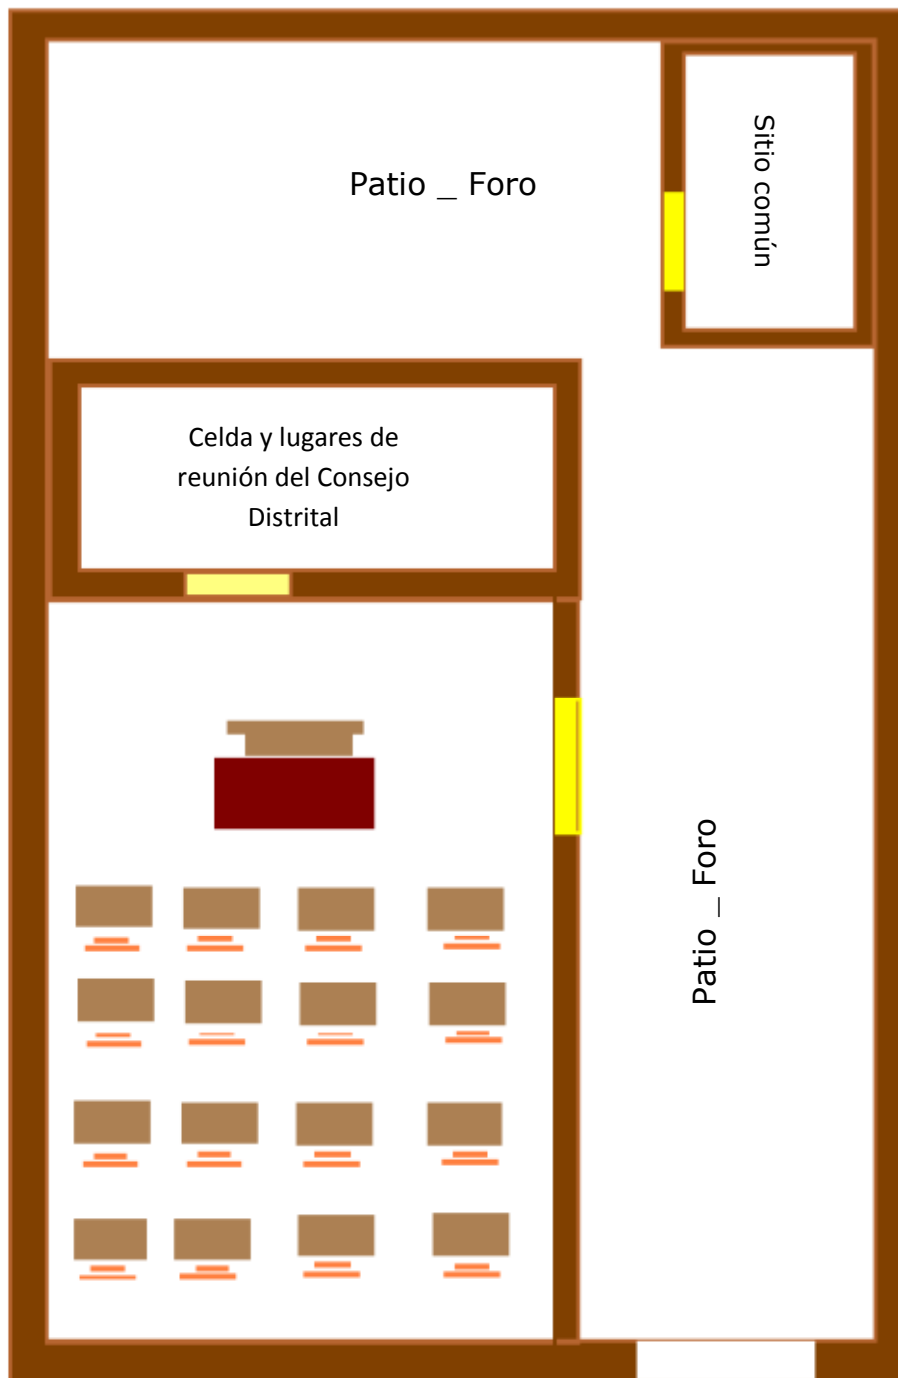 Patio _ Foro
Sitio común
Celda y lugares de
reunión del Consejo
Distrital
Patio _ Foro